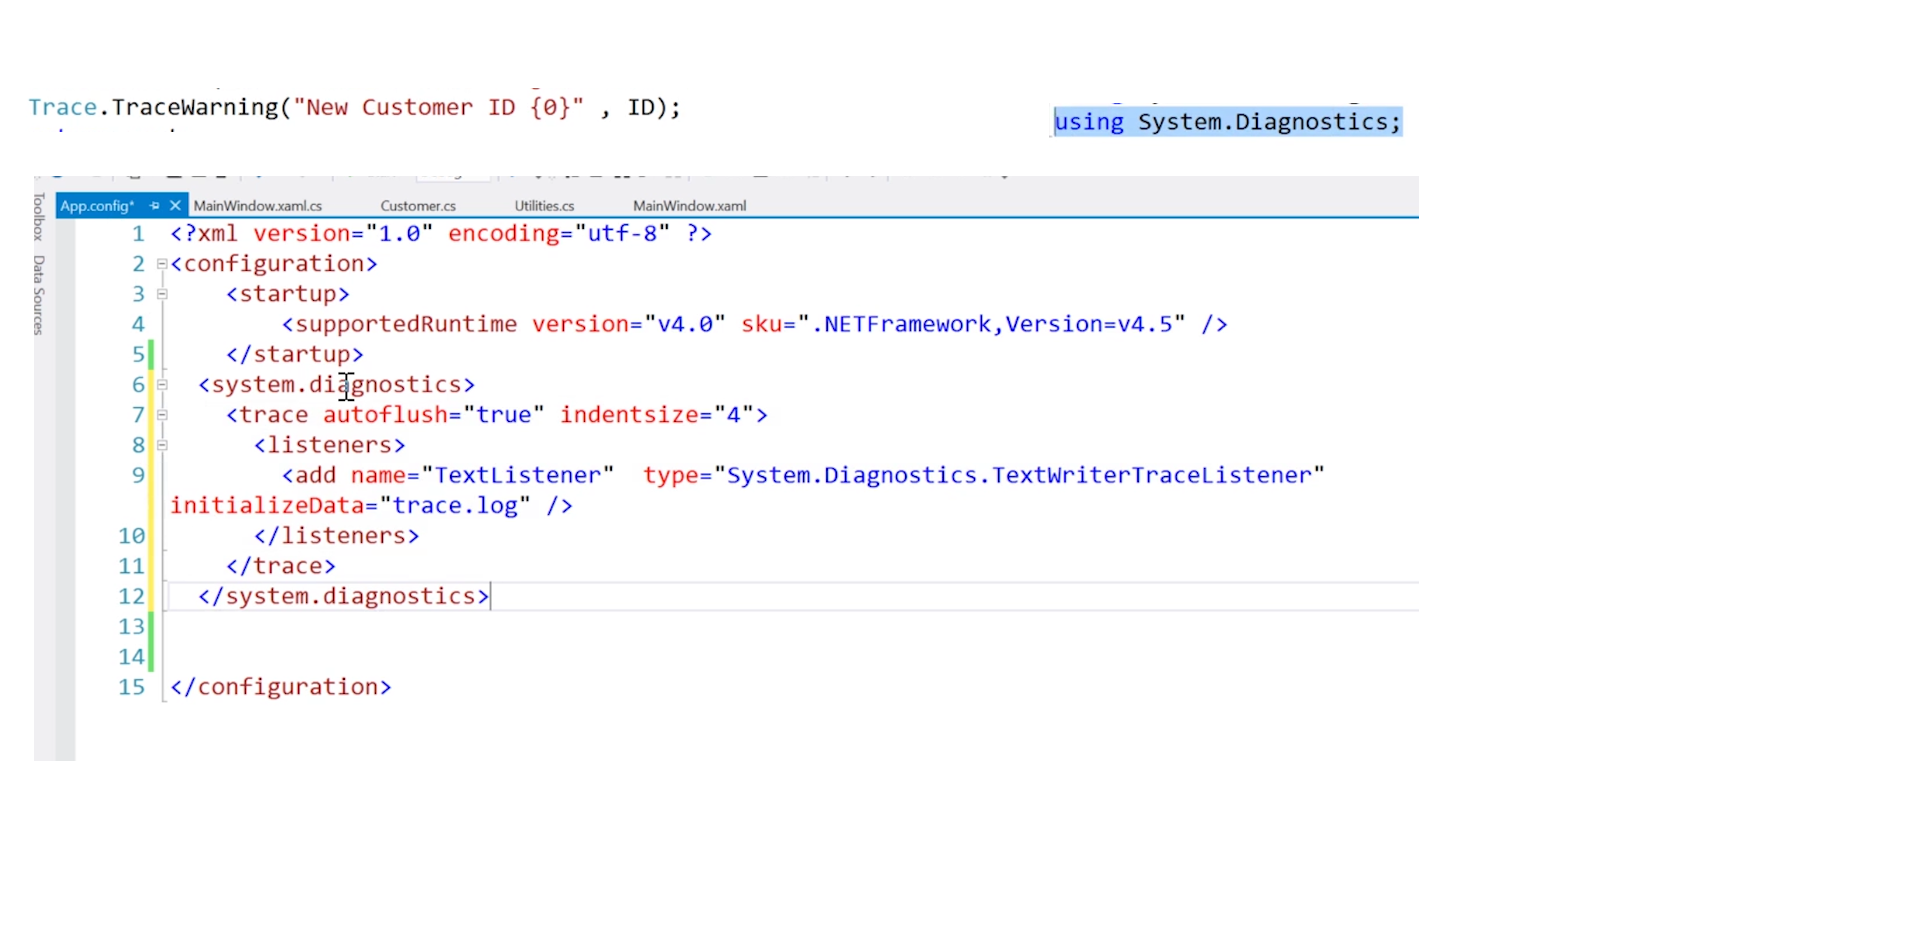 Trace.TraceWarning("New Customer ID {0}" , ID);
using System.Diagnostics;
Toolbox
Data Sources
App.config* MainWindow.xaml.cs Customer.cs Utilities.cs MainWindow.xaml
1 <?xml version="1.0" encoding="utf-8" ?>
2 <configuration>
3 <startup>
4 <supportedRuntime version="v4.0" sku=".NETFramework,Version=v4.5" />
5 </startup>
6 <system.diagnostics>
7 <trace autoflush="true" indentsize="4">
8 <listeners>
9 <add name="TextListener" type="System.Diagnostics.TextWriterTraceListener"
initializeData="trace.log" />
10 </listeners>
11 </trace>
12 </system.diagnostics>
13
14
15 </configuration>